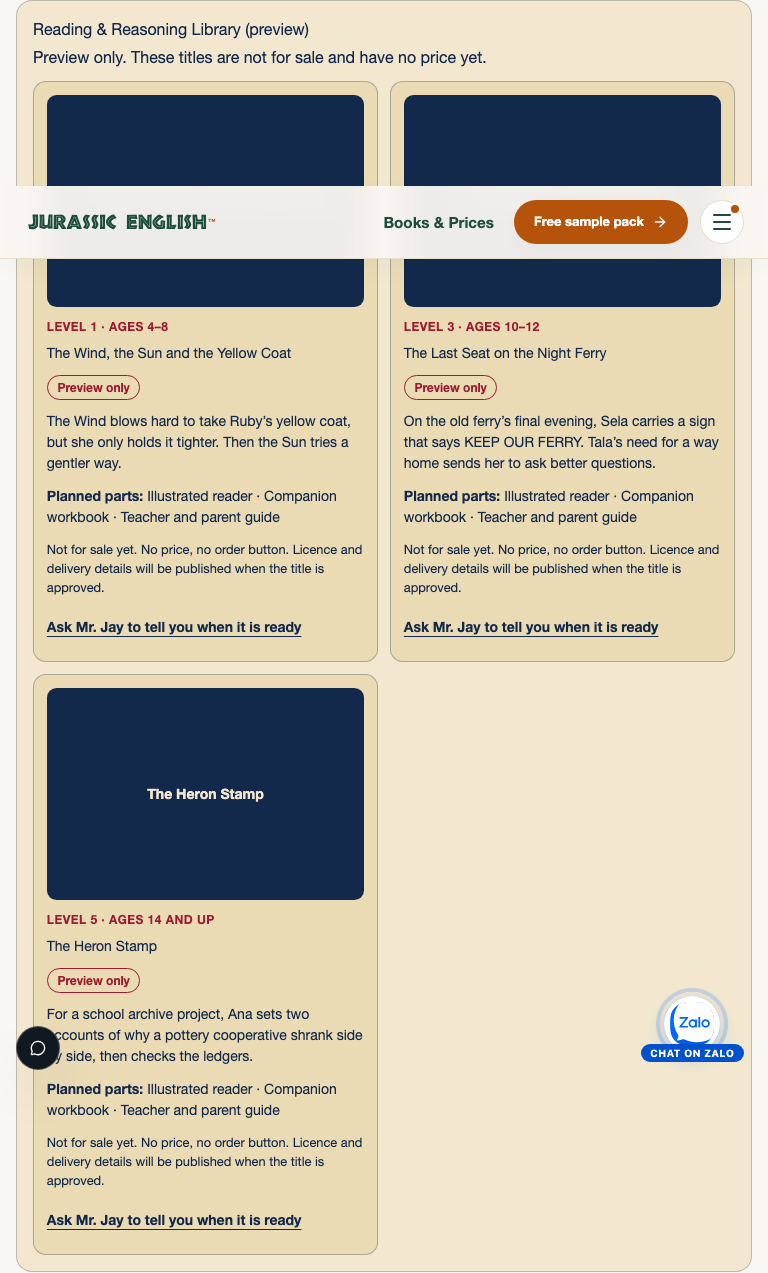 Reading & Reasoning Library (preview)
Preview only. These titles are not for sale and have no price yet.
JURASSIC ENGLISH™
Books & Prices
Free sample pack →
LEVEL 1 · AGES 4–8
The Wind, the Sun and the Yellow Coat
Preview only
The Wind blows hard to take Ruby’s yellow coat,
but she only holds it tighter. Then the Sun tries a
gentler way.
Planned parts: Illustrated reader · Companion
workbook · Teacher and parent guide
Not for sale yet. No price, no order button. Licence and
delivery details will be published when the title is
approved.
Ask Mr. Jay to tell you when it is ready
LEVEL 3 · AGES 10–12
The Last Seat on the Night Ferry
Preview only
On the old ferry’s final evening, Sela carries a sign
that says KEEP OUR FERRY. Tala’s need for a way
home sends her to ask better questions.
Planned parts: Illustrated reader · Companion
workbook · Teacher and parent guide
Not for sale yet. No price, no order button. Licence and
delivery details will be published when the title is
approved.
Ask Mr. Jay to tell you when it is ready
The Heron Stamp
LEVEL 5 · AGES 14 AND UP
The Heron Stamp
Preview only
For a school archive project, Ana sets two
of why a pottery cooperative shrank side
side, then checks the ledgers.
Planned parts: Illustrated reader · Companion
workbook · Teacher and parent guide
Not for sale yet. No price, no order button. Licence and
delivery details will be published when the title is
approved.
Ask Mr. Jay to tell you when it is ready
Zalo
CHAT ON ZALO